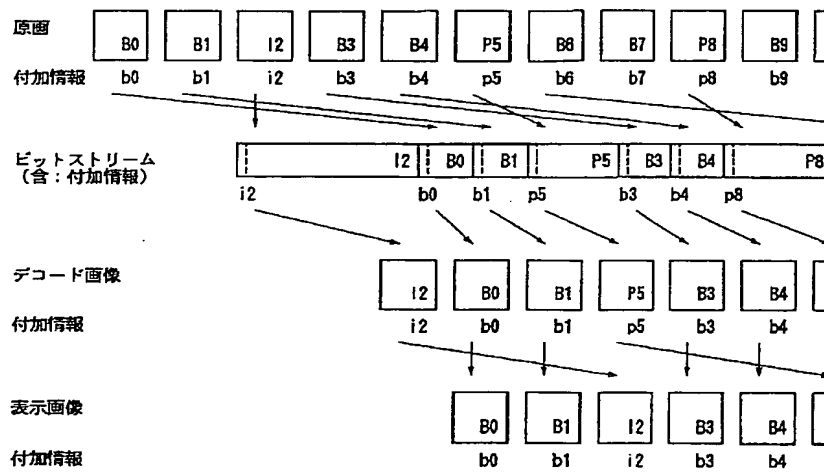 原画 B0 B1 I2 B3 B4 P5 B6 B7 P8 B9
付加情報 b0 b1 i2 b3 b4 p5 b6 b7 p8 b9
ビットストリーム I2 B0 B1 P5 B3 B4 P8
（含：付加情報）
i2 b0 b1 p5 b3 b4 p8
デコード画像 I2 B0 B1 P5 B3 B4
付加情報 i2 b0 b1 p5 b3 b4
表示画像 B0 B1 I2 B3 B4
付加情報 b0 b1 i2 b3 b4